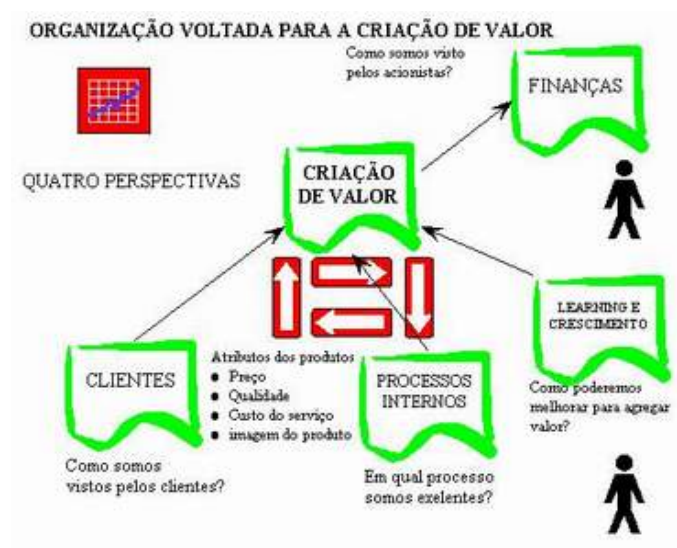 ORGANIZAÇÃO VOLTADA PARA A CRIAÇÃO DE VALOR
Como somos visto
pelos acionistas?
FINANÇAS
QUATRO PERSPECTIVAS
CRIAÇÃO
DE VALOR
LEARNING E
CRESCIMENTO
Como poderemos
melhorar para agregar
valor?
CLIENTES
Atributos dos produtos
● Preço
● Qualidade
● Custo do serviço
● imagem do produto
PROCESSOS
INTERNOS
Como somos
vistos pelos clientes?
Em qual processo
somos exelentes?